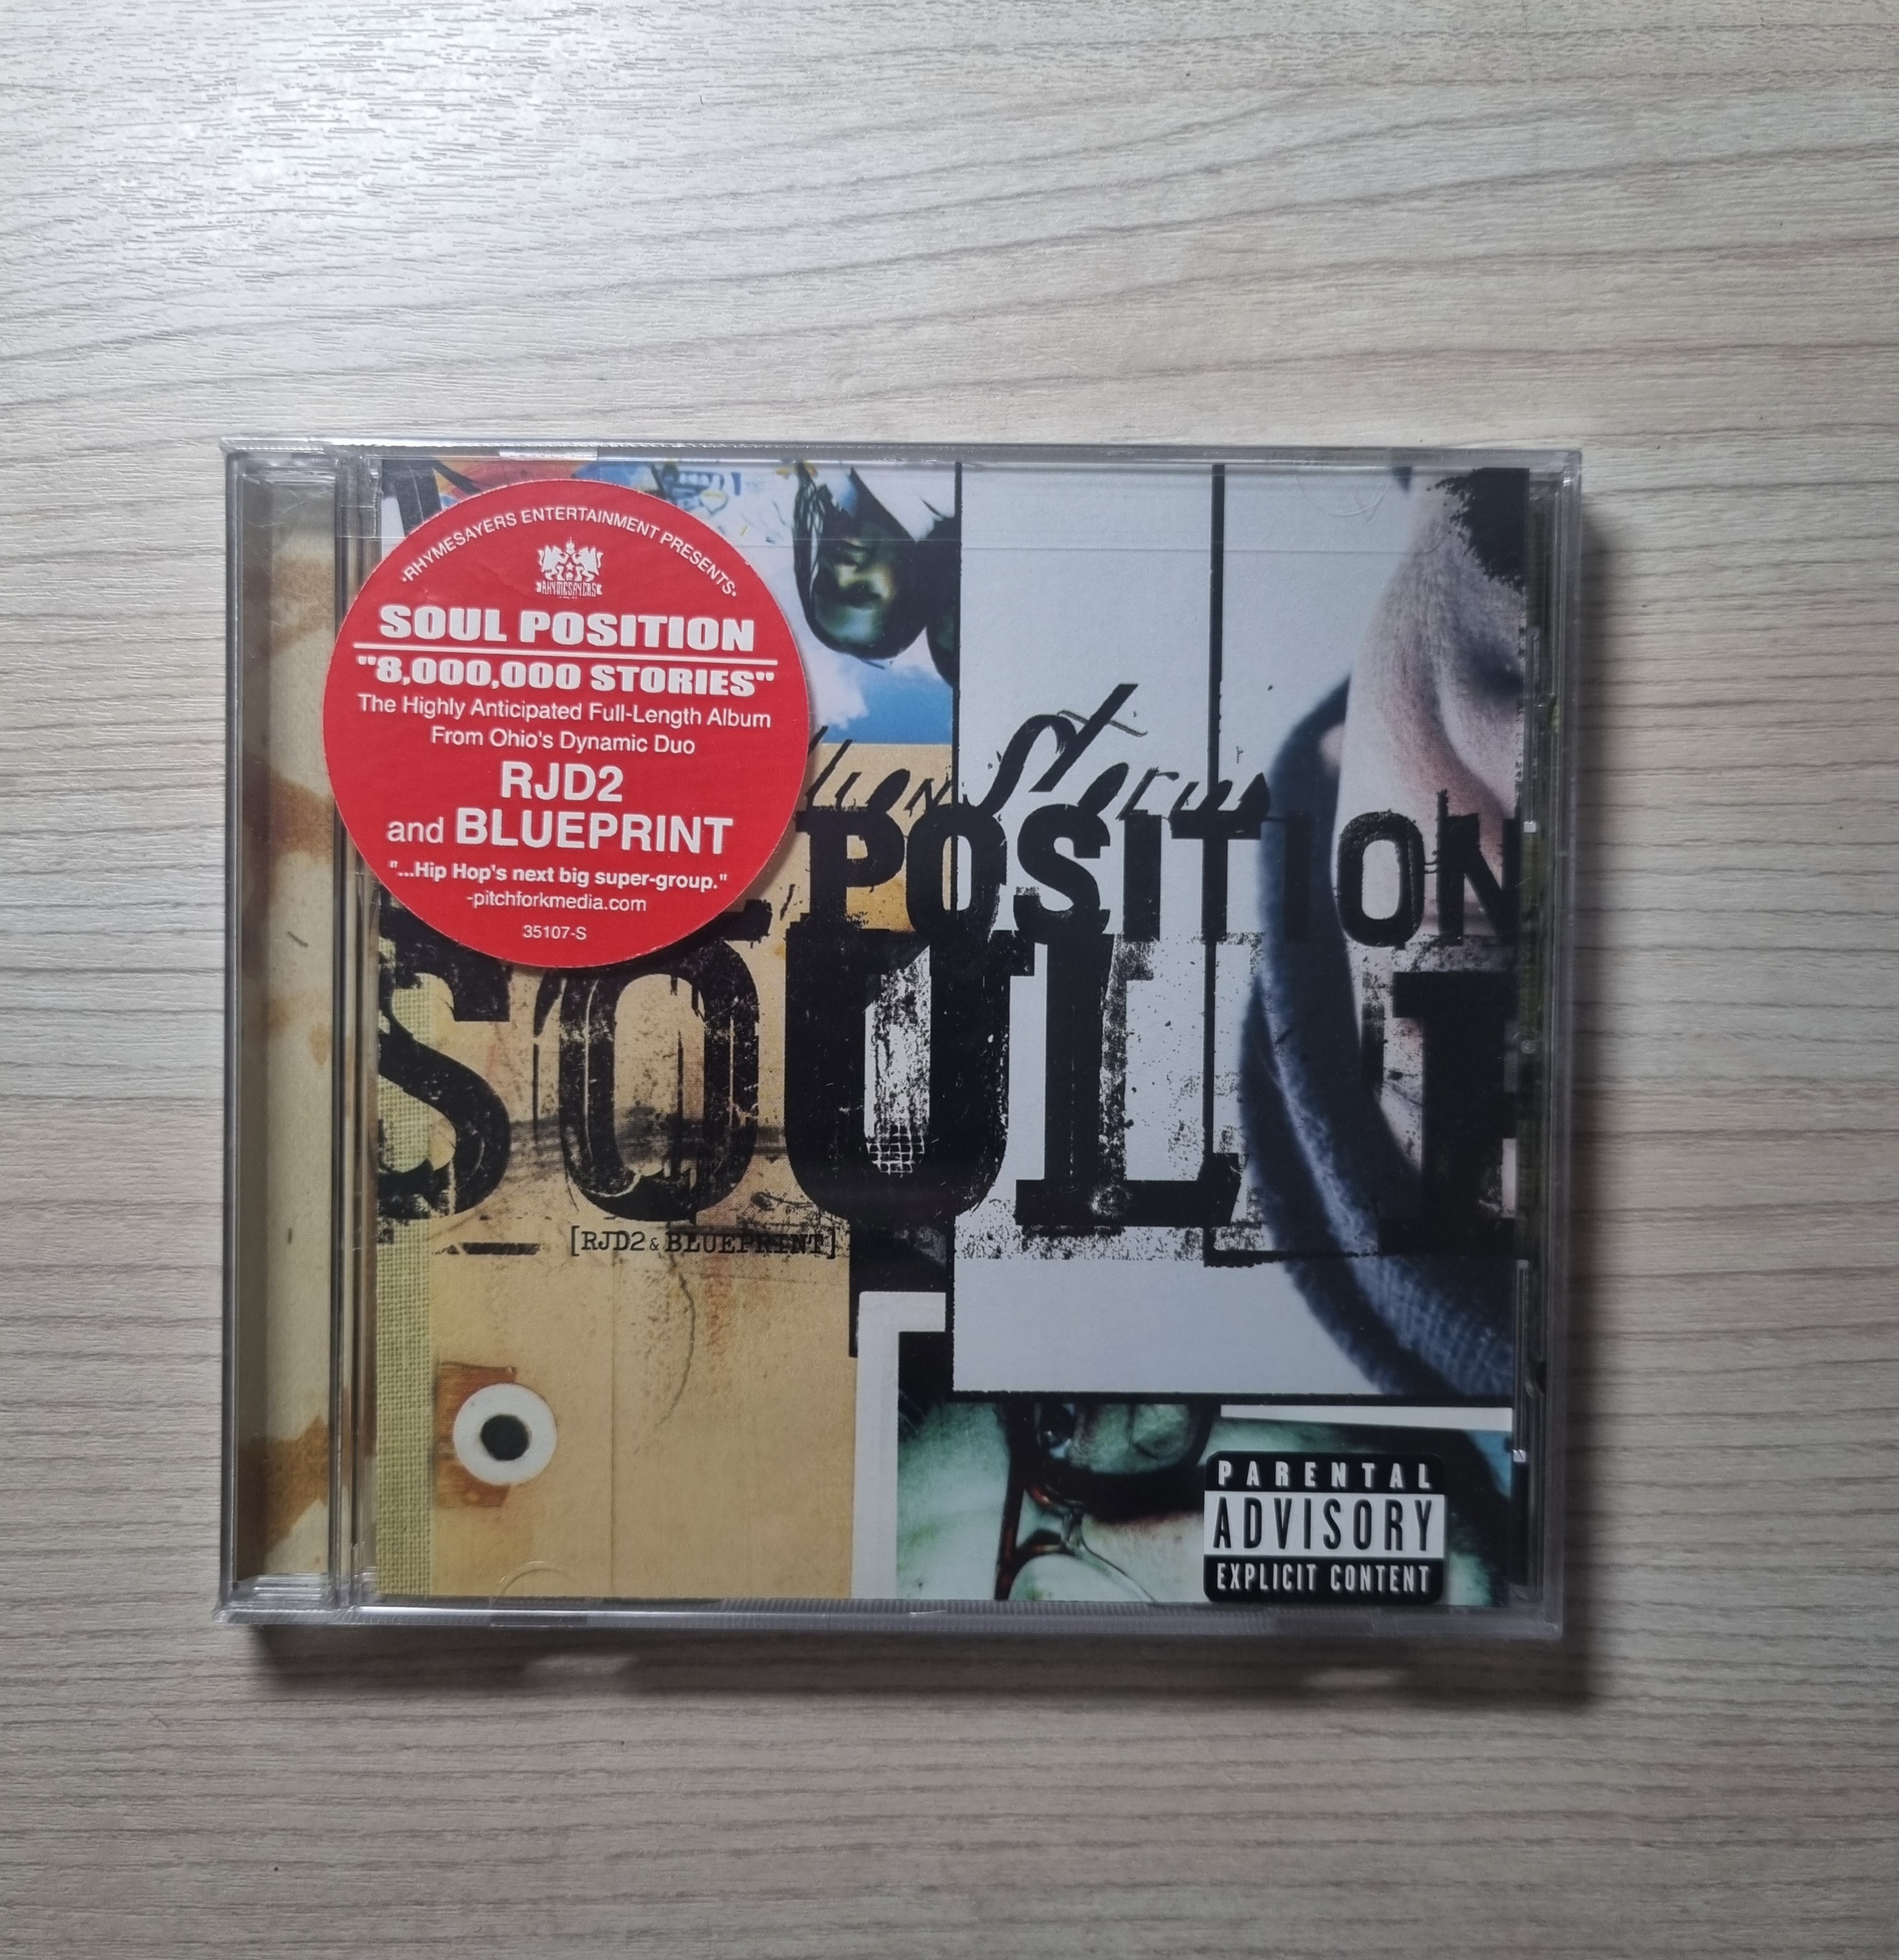 "RHYMESAYERS ENTERTAINMENT PRESENTS"
RHYMESAYERS
SOUL POSITION
"8,000,000 STORIES"
The Highly Anticipated Full-Length Album
From Ohio's Dynamic Duo
RJD2
and BLUEPRINT
"...Hip Hop's next big super-group."
-pitchforkmedia.com
35107-S
Stories
POSITION
SOUL
[RJD2 & BLUEPRINT]
PARENTAL
ADVISORY
EXPLICIT CONTENT